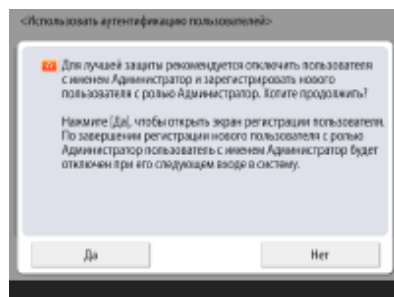 <Использовать аутентификацию пользователей>
Для лучшей защиты рекомендуется отключить пользователя
с именем Администратор и зарегистрировать нового
пользователя с ролью Администратор. Хотите продолжить?
Нажмите [Да], чтобы открыть экран регистрации пользователя.
По завершении регистрации нового пользователя с ролью
Администратор пользователь с именем Администратор будет
отключен при его следующем входе в систему.
Да
Нет